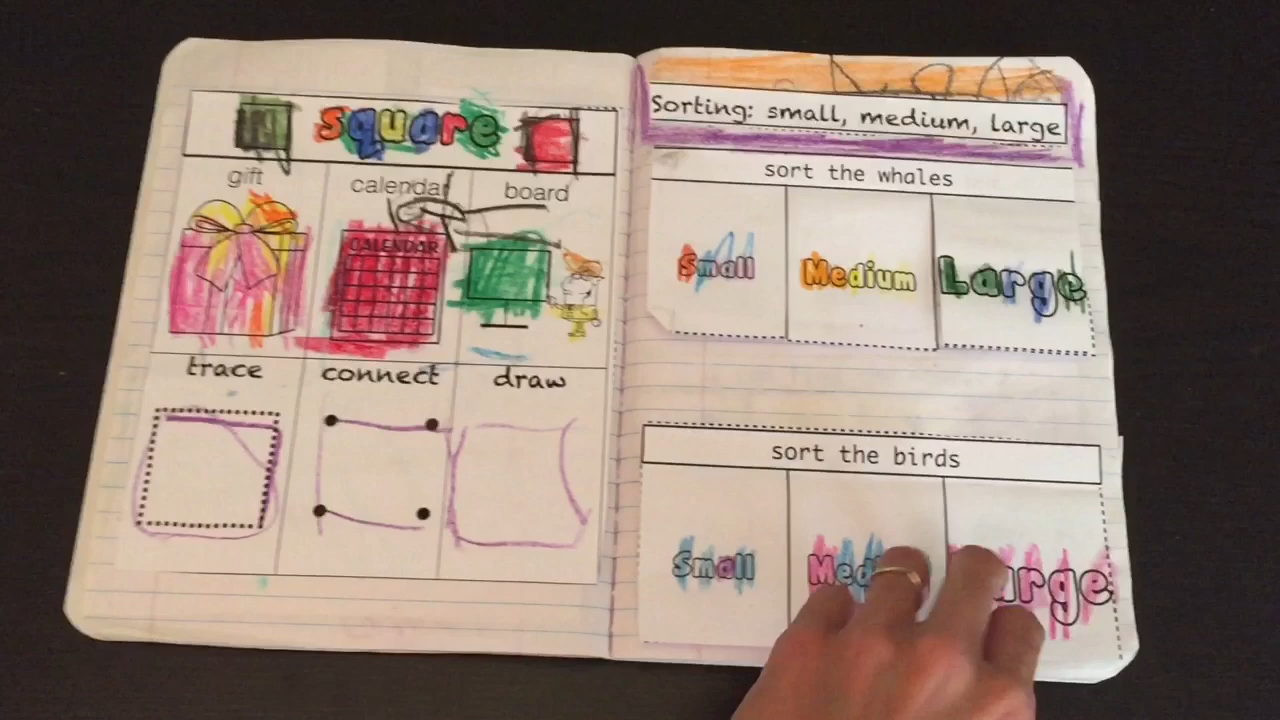 square
gift calendar board
CALENDAR
trace connect draw
Sorting: small, medium, large
sort the whales
Small Medium Large
sort the birds
Small